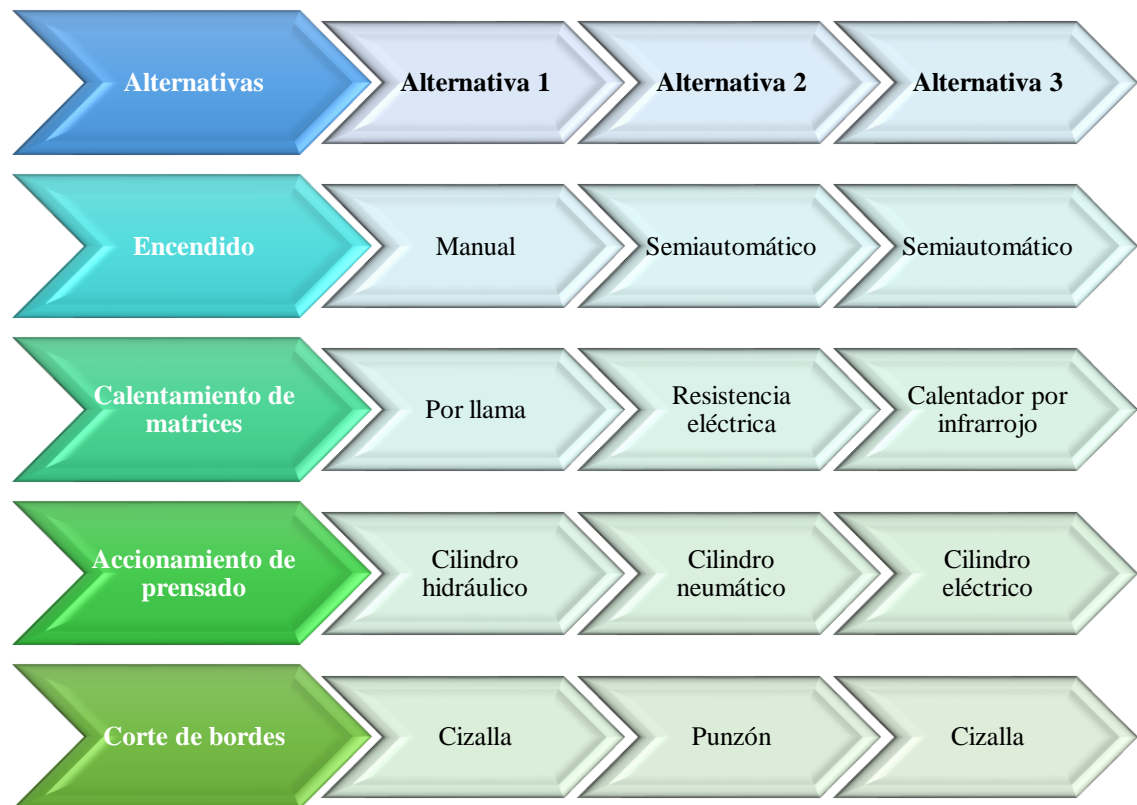 Alternativas
Alternativa 1
Alternativa 2
Alternativa 3
Encendido
Manual
Semiautomático
Semiautomático
Calentamiento de
matrices
Por llama
Resistencia
eléctrica
Calentador por
infrarrojo
Accionamiento de
prensado
Cilindro
hidráulico
Cilindro
neumático
Cilindro
eléctrico
Corte de bordes
Cizalla
Punzón
Cizalla